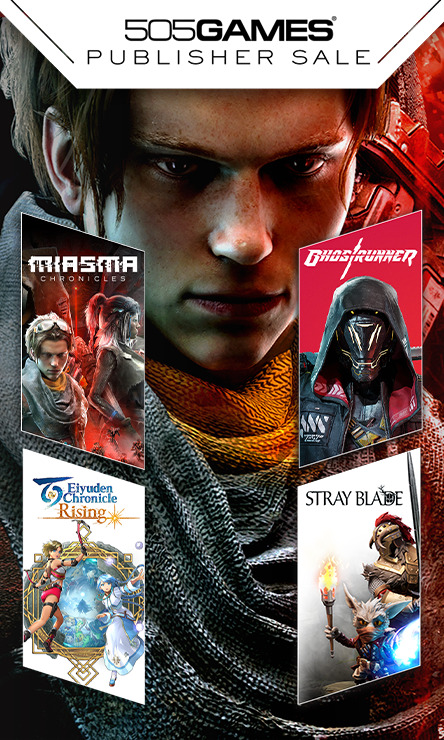 505GAMES®
PUBLISHER SALE
MIASMA
CHRONICLES
GHOSTRUNNER
Eiyuden
Chronicle
Rising
STRAY BLADE